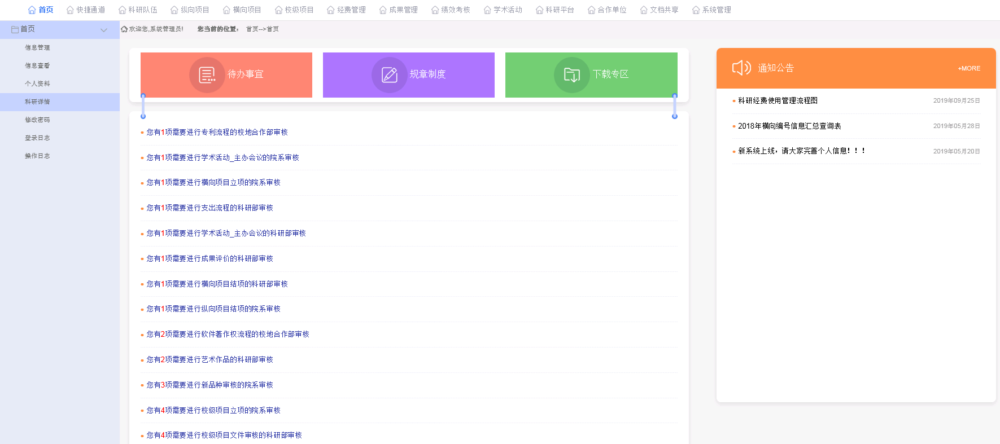 首页 快捷通道 科研队伍 纵向项目 横向项目 校级项目 经费管理 成果管理 绩效考核 学术活动 科研平台 合作单位 文档共享 系统管理
首页
欢迎您,系统管理员! 您当前的位置： 首页-->首页
信息管理
信息查看
个人资料
科研详情
修改密码
登录日志
操作日志
待办事宜
规章制度
下载专区
您有1项需要进行专利流程的校地合作部审核
您有1项需要进行学术活动_主办会议的院系审核
您有1项需要进行横向项目立项的院系审核
您有1项需要进行支出流程的科研部审核
您有1项需要进行学术活动_主办会议的科研部审核
您有1项需要进行成果评价的科研部审核
您有1项需要进行横向项目结项的科研部审核
您有1项需要进行纵向项目结项的院系审核
您有2项需要进行软件著作权流程的校地合作部审核
您有2项需要进行艺术作品的科研部审核
您有3项需要进行新品种审核的院系审核
您有4项需要进行校级项目立项的院系审核
您有4项需要进行校级项目文件审核的科研部审核
通知公告 +MORE
科研经费使用管理流程图 2019年09月25日
2018年横向编号信息汇总查询表 2019年05月28日
新系统上线，请大家完善个人信息！！！ 2019年05月20日